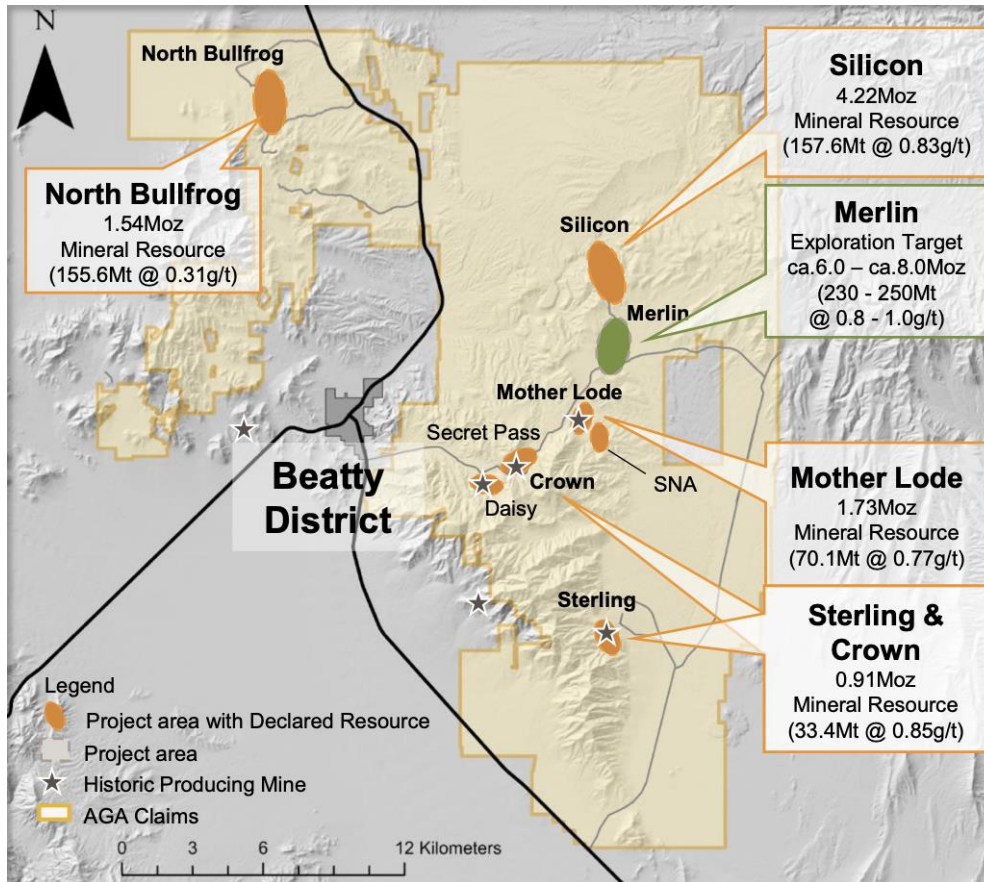 N
North Bullfrog
North Bullfrog
1.54Moz
Mineral Resource
(155.6Mt @ 0.31g/t)
Silicon
4.22Moz
Mineral Resource
(157.6Mt @ 0.83g/t)
Merlin
Exploration Target
ca.6.0 – ca.8.0Moz
(230 - 250Mt
@ 0.8 - 1.0g/t)
Silicon
Merlin
Mother Lode
Secret Pass
Crown
SNA
Daisy
Beatty
District
Mother Lode
1.73Moz
Mineral Resource
(70.1Mt @ 0.77g/t)
Sterling
Sterling &
Crown
0.91Moz
Mineral Resource
(33.4Mt @ 0.85g/t)
Legend
Project area with Declared Resource
Project area
Historic Producing Mine
AGA Claims
0 3 6 12 Kilometers